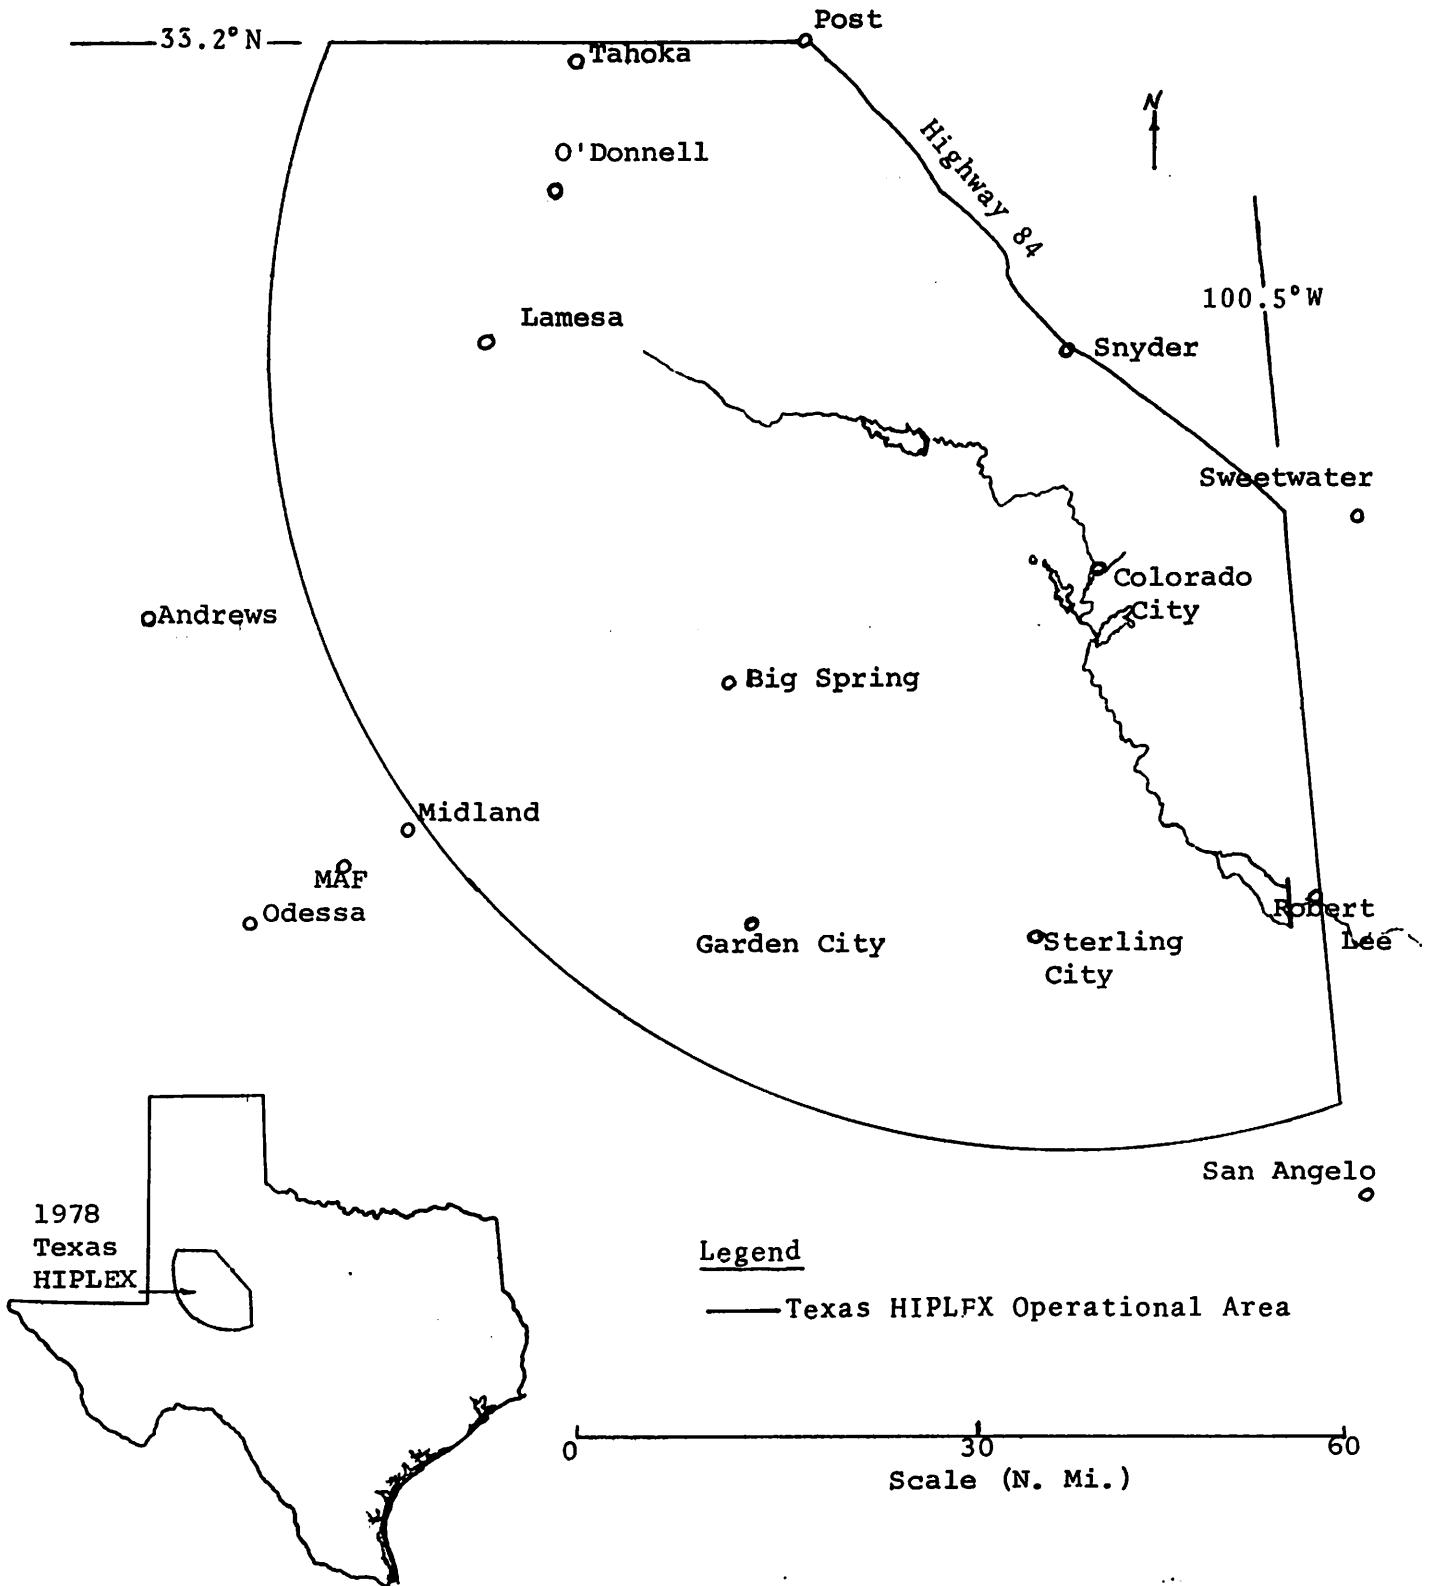 Post
33.2°N
Tahoka
N
O'Donnell
Highway 84
100.5°W
Lamesa
Snyder
Sweetwater
Colorado
City
Andrews
Big Spring
Midland
MAF
Odessa
Robert
Lee
Garden City
Sterling
City
San Angelo
1978
Texas
HIPLEX
Legend
Texas HIPLEX Operational Area
0 30 60
Scale (N. Mi.)